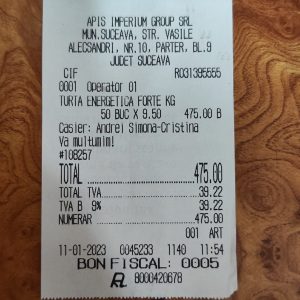 APIS IMPERIUM GROUP SRL
MUN.SUCEAVA, STR. VASILE
ALECSANDRI, NR.10, PARTER, BL.9
JUDET SUCEAVA
CIF RO31395555
0001 Operator 01
TURTA ENERGETICA FORTE KG
50 BUC X 9.50 475.00 B
Casier: Andrei Simona-Cristina
Va multumim!
#108257
TOTAL 475.00
TOTAL TVA 39.22
TVA B 9% 39.22
NUMERAR 475.00
001 ART
11-01-2023 0045233 1140 11:54
BON FISCAL: 0005
8000420678